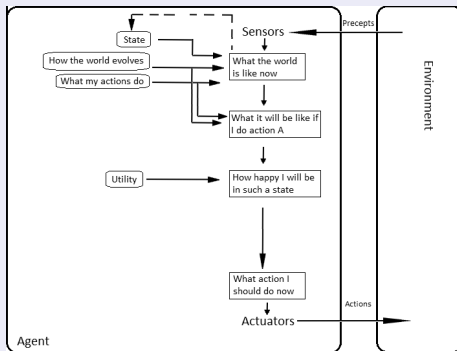 Sensors
Precepts
State
How the world evolves
What my actions do
What the world
is like now
What it will be like if
I do action A
Utility
How happy I will be
in such a state
What action I
should do now
Actuators
Actions
Agent
Environment